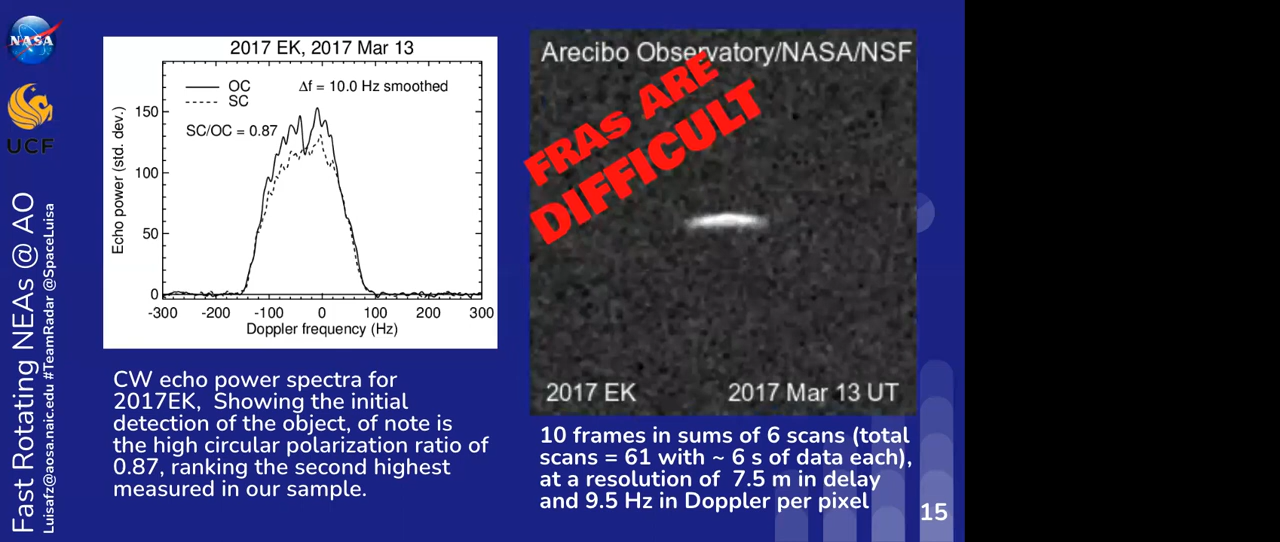 NASA
UCF
Fast Rotating NEAs @ AO
Luisafz@aosa.naic.edu #TeamRadar @SpaceLuisa
2017 EK, 2017 Mar 13
OC
SC
Δf = 10.0 Hz smoothed
SC/OC = 0.87
Echo power (std. dev.)
150
100
50
0
-300 -200 -100 0 100 200 300
Doppler frequency (Hz)
CW echo power spectra for
2017EK, Showing the initial
detection of the object, of note is
the high circular polarization ratio of
0.87, ranking the second highest
measured in our sample.
Arecibo Observatory/NASA/NSF
FRAs ARE
DIFFICULT
2017 EK 2017 Mar 13 UT
10 frames in sums of 6 scans (total
scans = 61 with ~ 6 s of data each),
at a resolution of 7.5 m in delay
and 9.5 Hz in Doppler per pixel
15